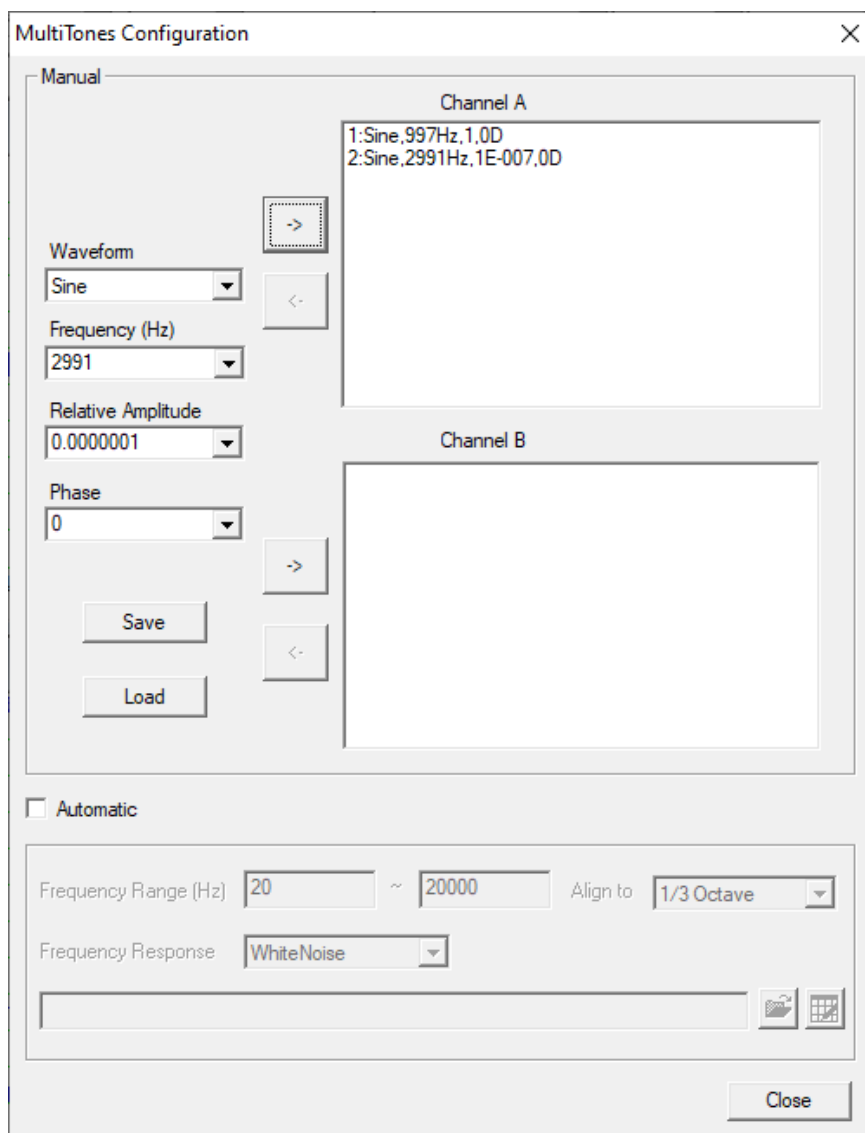 MultiTones Configuration
Manual
Channel A
1:Sine,997Hz,1,0D
2:Sine,2991Hz,1E-007,0D
->
<-
Waveform
Sine
Frequency (Hz)
2991
Relative Amplitude
0.0000001
Phase
0
Channel B
->
<-
Save
Load
Automatic
Frequency Range (Hz) 20 ~ 20000 Align to 1/3 Octave
Frequency Response WhiteNoise
Close